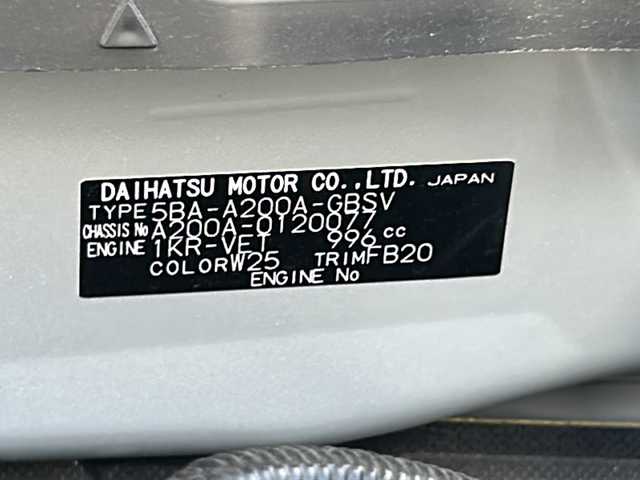 DAIHATSU MOTOR CO.,LTD. JAPAN
TYPE 5BA-A200A-GBSV
CHASSIS No A200A-0120077
ENGINE 1KR-VET 996 cc
COLOR W25 TRIM FB20
ENGINE No